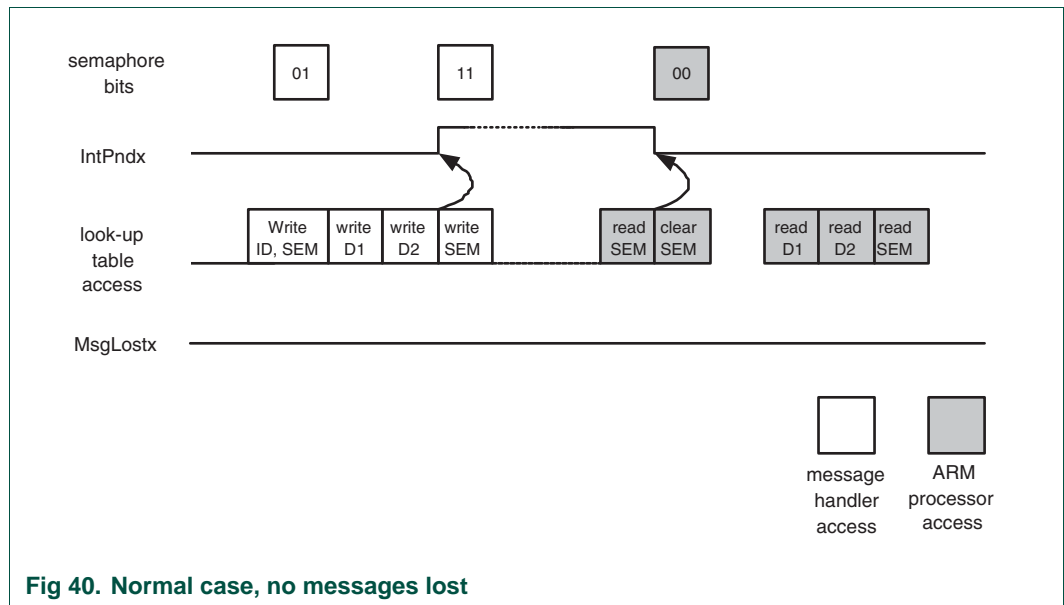 semaphore
bits
01
11
00
IntPndx
look-up
table
access
Write
ID, SEM
write
D1
write
D2
write
SEM
read
SEM
clear
SEM
read
D1
read
D2
read
SEM
MsgLostx
message
handler
access
ARM
processor
access
Fig 40. Normal case, no messages lost